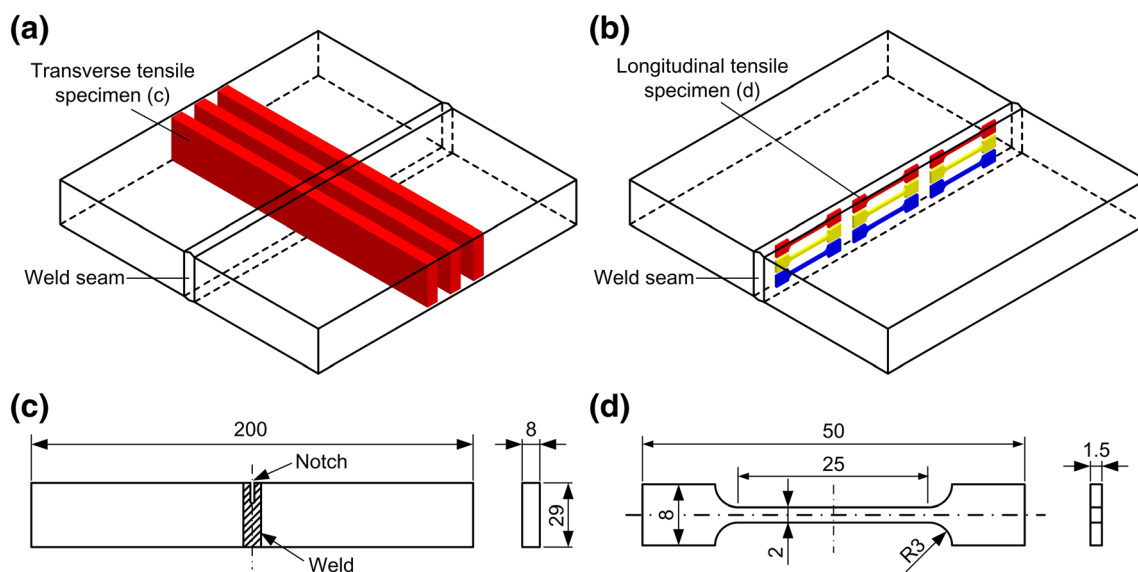 (a)
Transverse tensile
specimen (c)
Weld seam
(b)
Longitudinal tensile
specimen (d)
Weld seam
(c)
200
8
Notch
29
Weld
(d)
50
1.5
25
8
2
R3